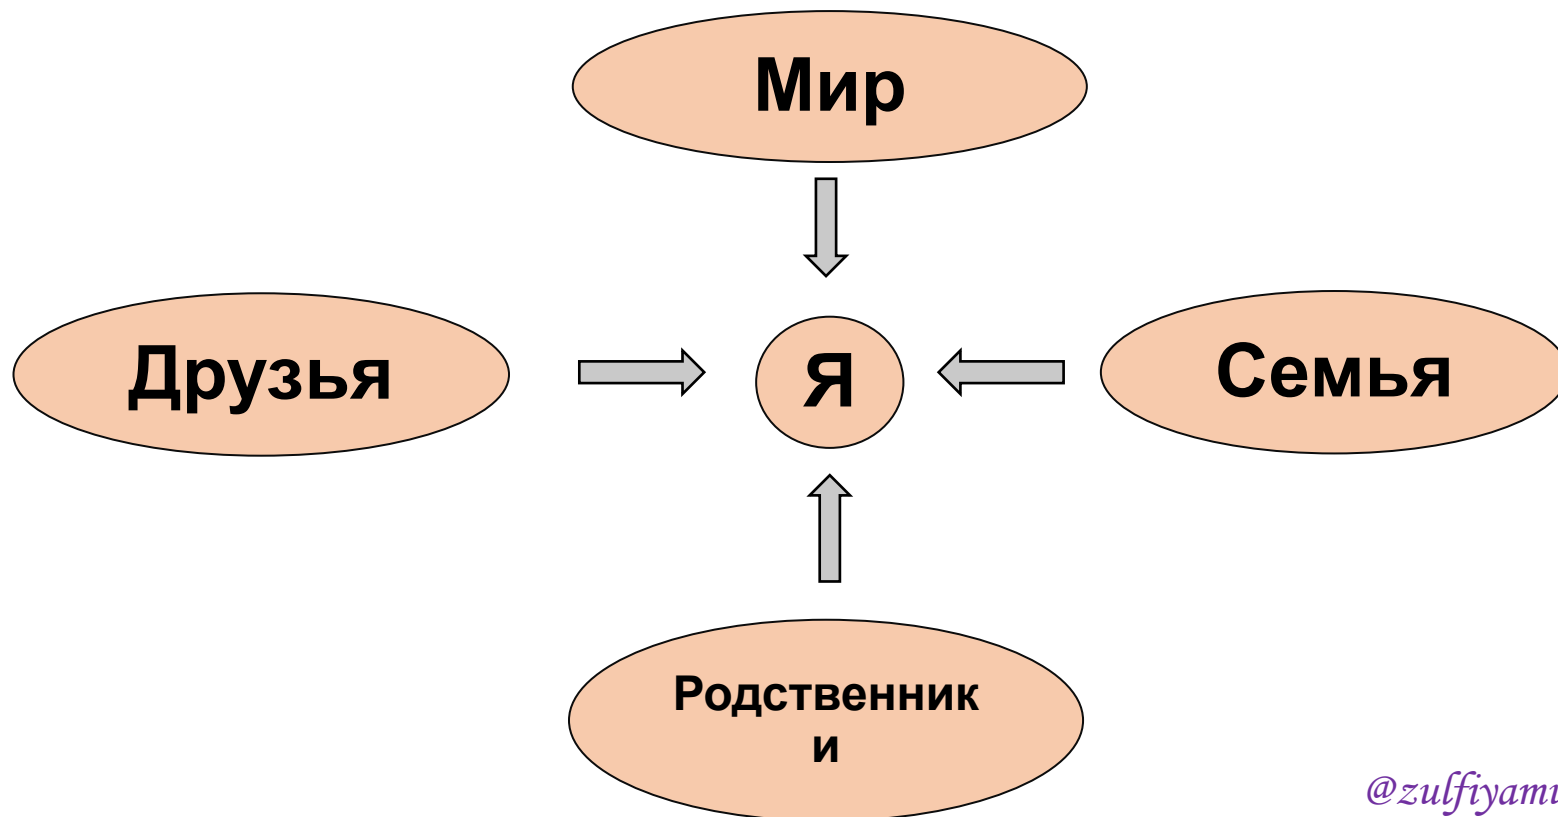 Мир
Друзья
Я
Семья
Родственник
и